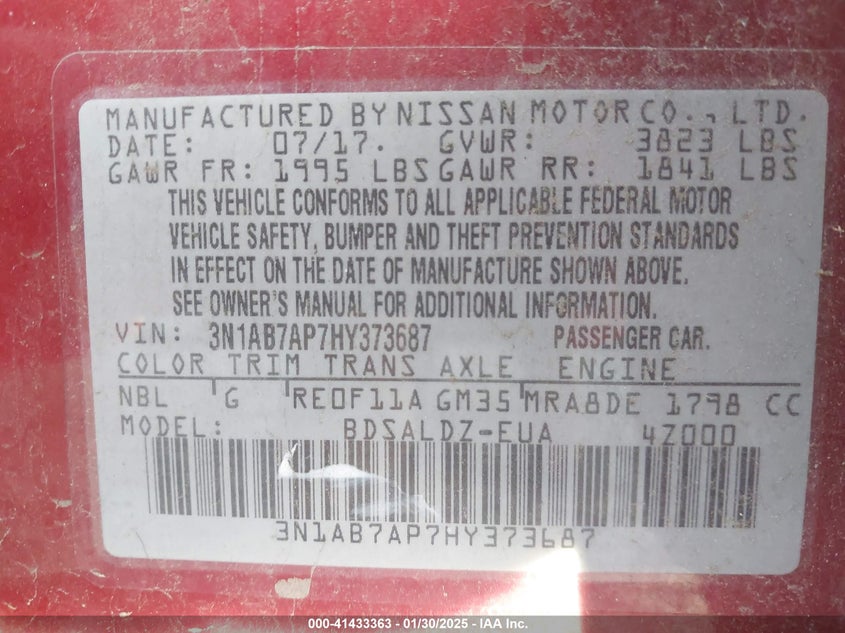 MANUFACTURED BY NISSAN MOTOR CO., LTD.
DATE: 07/17. GVWR: 3823 LBS
GAWR FR: 1995 LBS GAWR RR: 1841 LBS
THIS VEHICLE CONFORMS TO ALL APPLICABLE FEDERAL MOTOR
VEHICLE SAFETY, BUMPER AND THEFT PREVENTION STANDARDS
IN EFFECT ON THE DATE OF MANUFACTURE SHOWN ABOVE.
SEE OWNER'S MANUAL FOR ADDITIONAL INFORMATION.
VIN: 3N1AB7AP7HY373687 PASSENGER CAR.
COLOR TRIM TRANS AXLE ENGINE
NBL G RE0F11A GM35 MRA8DE 1798 CC
MODEL: BDSALDZ-EUA 4Z000
3N1AB7AP7HY373687
000-41433363 — 01/30/2025 — IAA Inc.